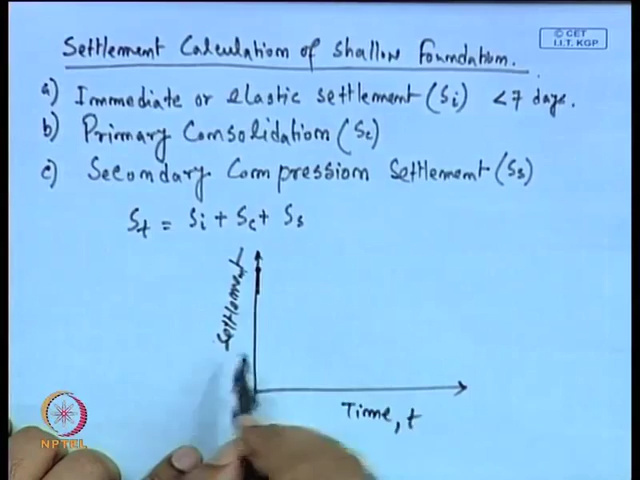 Settlement Calculation of Shallow Foundation.
© CET
I.I.T. KGP
a) Immediate or elastic settlement (Si) < 7 days.
b) Primary Consolidation (Sc)
c) Secondary Compression Settlement (Ss)
St = Si + Sc + Ss
Settlement
Time, t
NPTEL